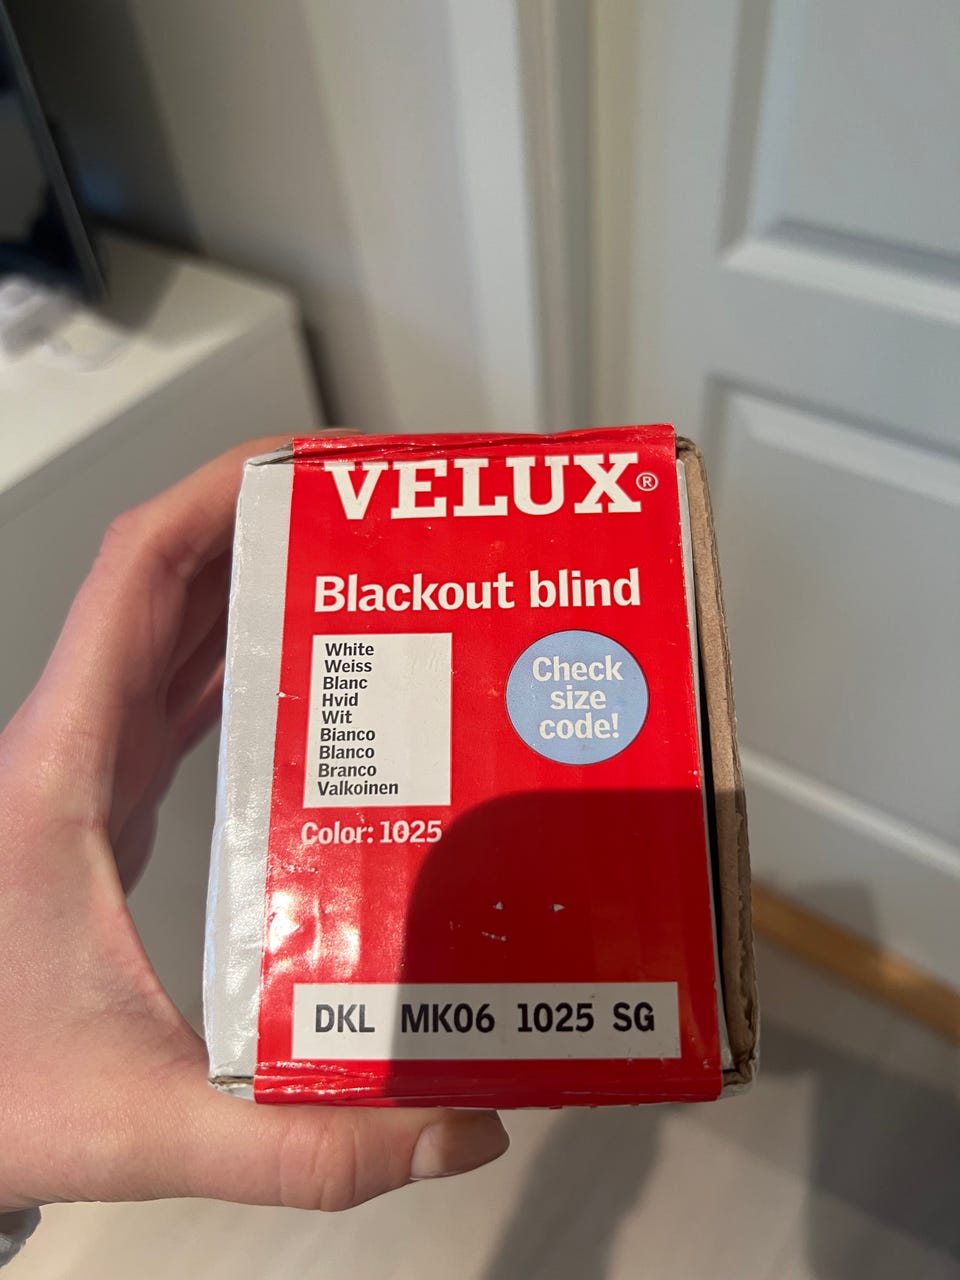 VELUX®
Blackout blind
White
Weiss
Blanc
Hvid
Wit
Bianco
Blanco
Branco
Valkoinen
Check
size
code!
Color: 1025
DKL MK06 1025 SG